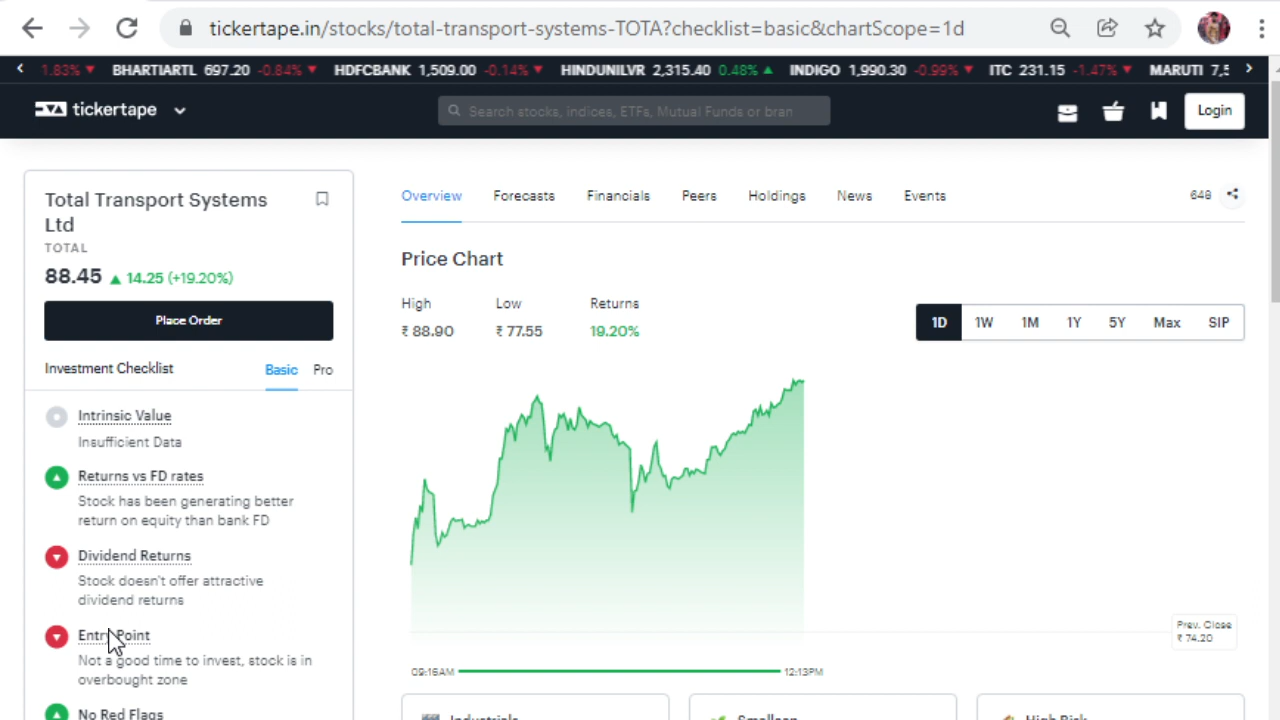 tickertape.in/stocks/total-transport-systems-TOTA?checklist=basic&chartScope=1d
1.83% ▼ BHARTIARTL 697.20 -0.84% ▼ HDFCBANK 1,509.00 -0.14% ▼ HINDUNILVR 2,315.40 0.48% ▲ INDIGO 1,990.30 -0.99% ▼ ITC 231.15 -1.47% ▼ MARUTI
tickertape
Search stocks, indices, ETFs, Mutual Funds or bran
Login
Total Transport Systems
Ltd
TOTAL
88.45 ▲ 14.25 (+19.20%)
Place Order
Investment Checklist Basic Pro
Intrinsic Value
Insufficient Data
Returns vs FD rates
Stock has been generating better
return on equity than bank FD
Dividend Returns
Stock doesn't offer attractive
dividend returns
Entry Point
Not a good time to invest, stock is in
overbought zone
No Red Flags
Overview Forecasts Financials Peers Holdings News Events
648
Price Chart
High Low Returns
₹ 88.90 ₹ 77.55 19.20%
1D 1W 1M 1Y 5Y Max SIP
Prev. Close
₹ 74.20
09:16AM 12:13PM
Industrials Smallcap High Risk